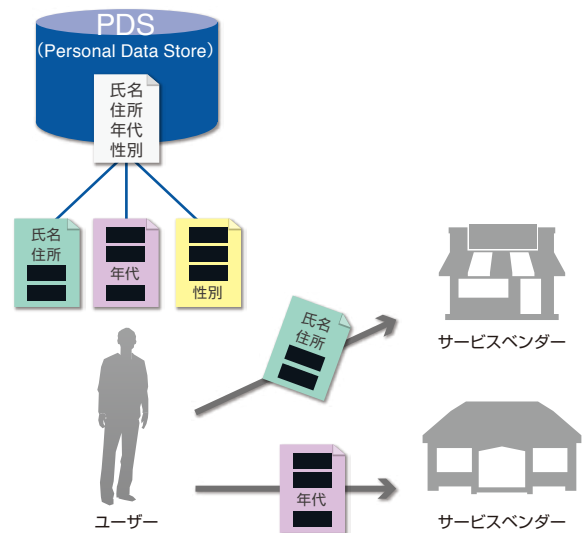 PDS
(Personal Data Store)
氏名
住所
年代
性別
氏名
住所
年代
性別
氏名
住所
サービスベンダー
年代
ユーザー
サービスベンダー